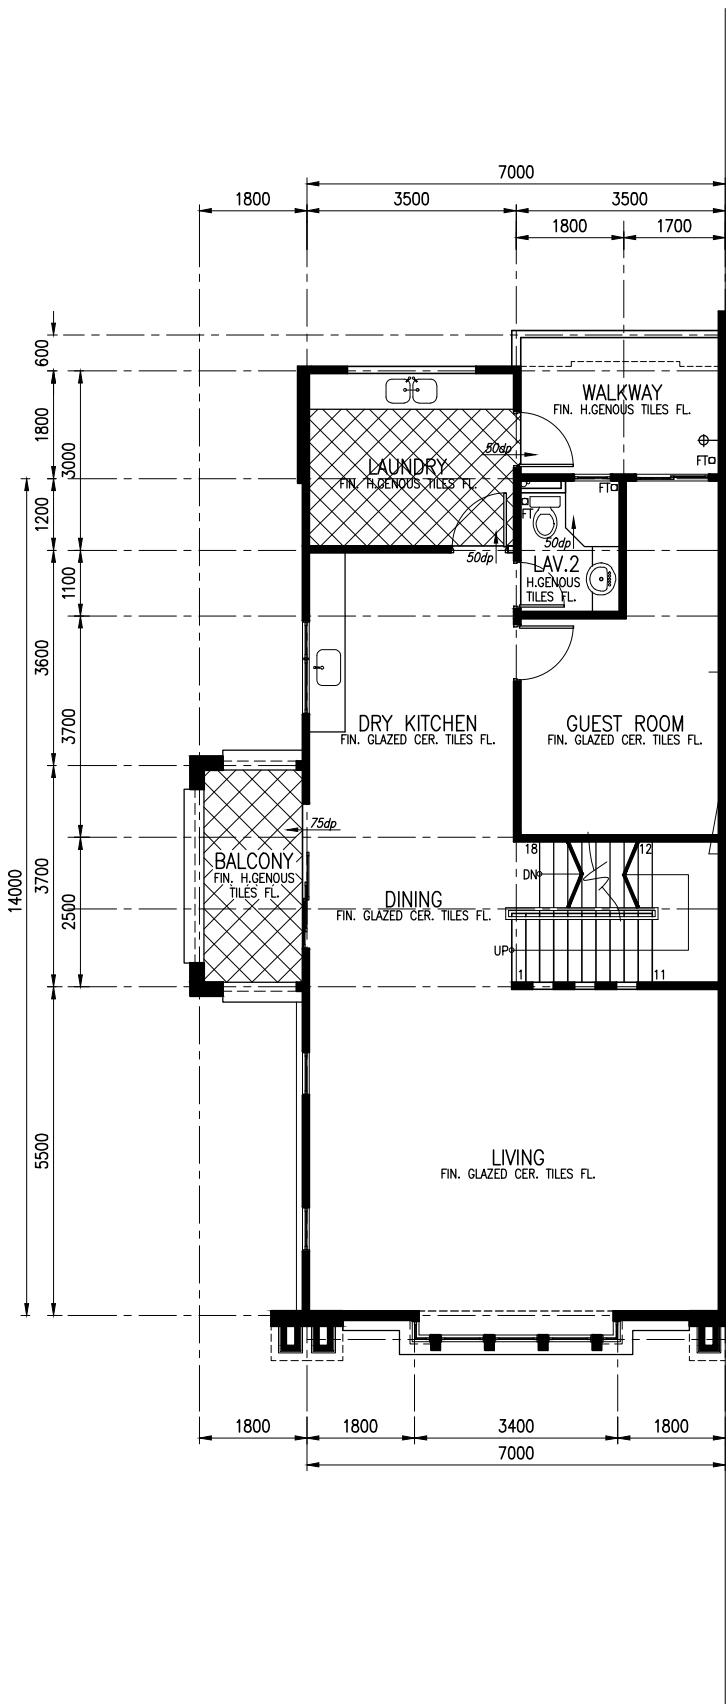 7000
1800
3500
3500
1800
1700
600
1800
3000
1200
1100
3600
3700
14000
3700
2500
5500
WALKWAY
FIN. H.GENOUS TILES FL.
FT
50dp
LAUNDRY
FIN. H.GENOUS TILES FL.
FT
FT
50dp
50dp
LAV.2
H.GENOUS
TILES FL.
DRY KITCHEN
FIN. GLAZED CER. TILES FL.
GUEST ROOM
FIN. GLAZED CER. TILES FL.
75dp
BALCONY
FIN. H.GENOUS
TILES FL.
18
12
DN
DINING
FIN. GLAZED CER. TILES FL.
UP
1
11
LIVING
FIN. GLAZED CER. TILES FL.
1800
1800
3400
1800
7000